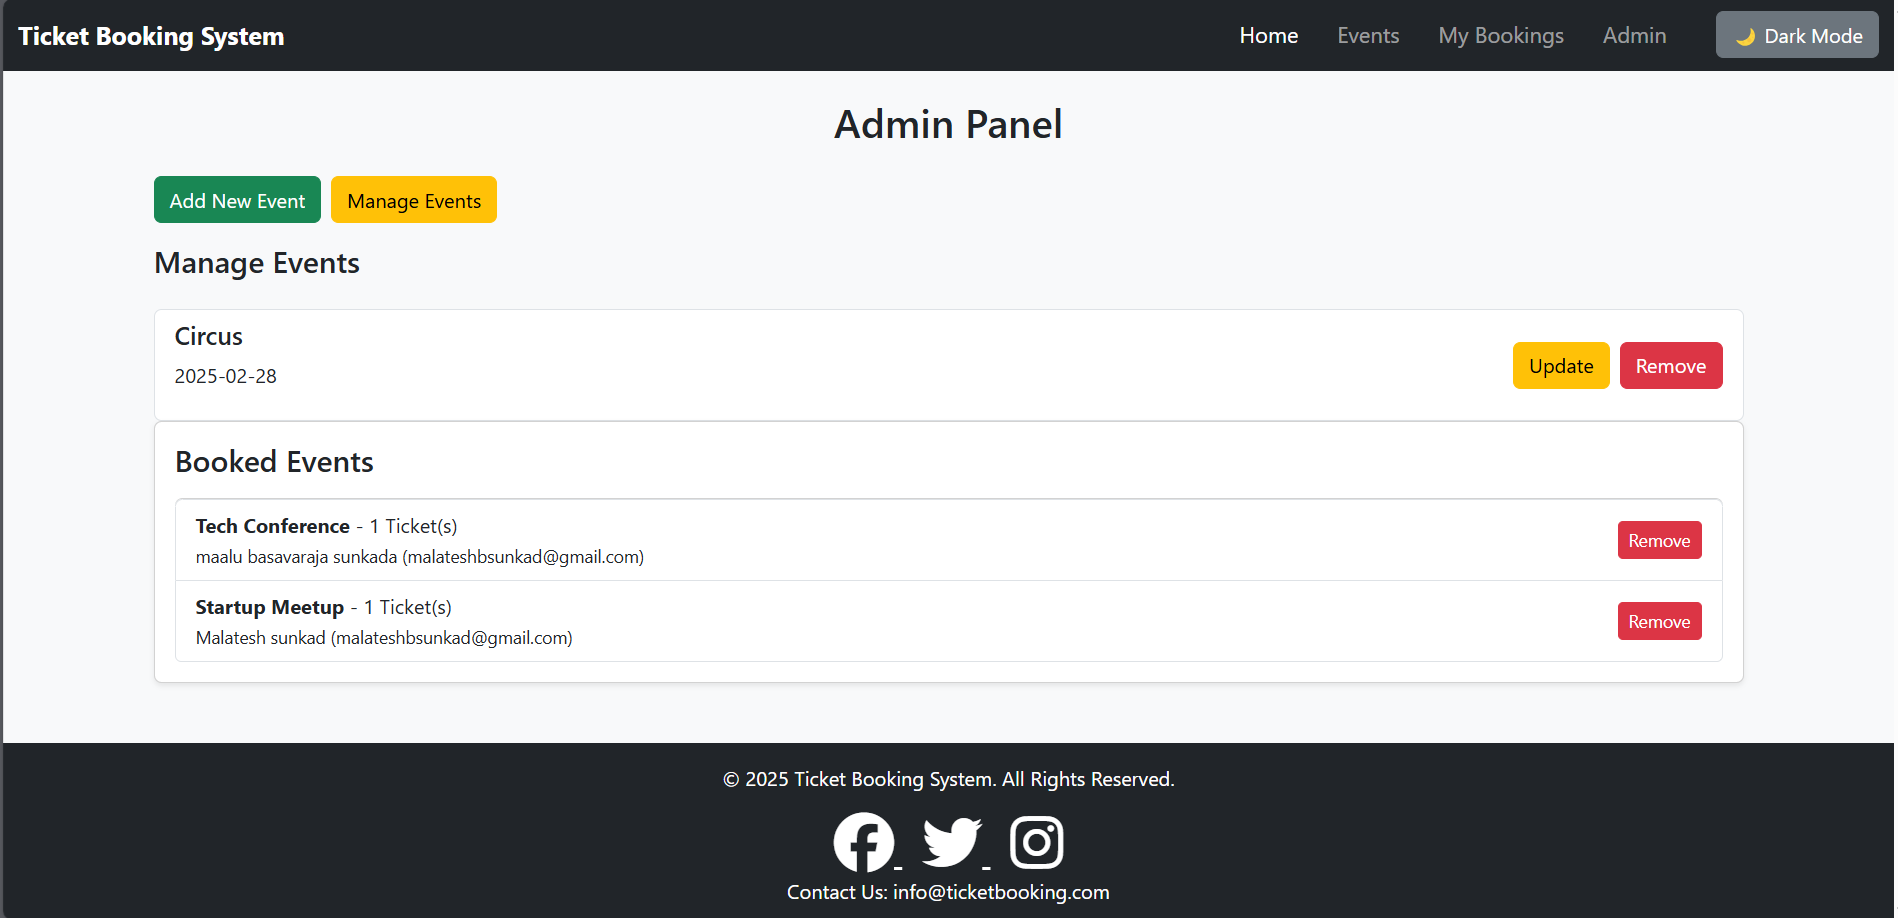 Ticket Booking System
Home
Events
My Bookings
Admin
🌙 Dark Mode
Admin Panel
Add New Event
Manage Events
Manage Events
Circus
2025-02-28
Update
Remove
Booked Events
Tech Conference - 1 Ticket(s)
maalu basavaraja sunkada (malateshbsunkad@gmail.com)
Remove
Startup Meetup - 1 Ticket(s)
Malatesh sunkad (malateshbsunkad@gmail.com)
Remove
© 2025 Ticket Booking System. All Rights Reserved.
Contact Us: info@ticketbooking.com